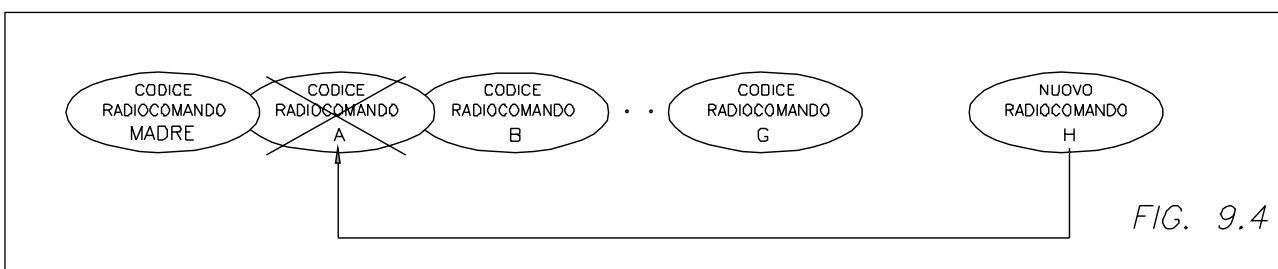 CODICE
RADIOCOMANDO
MADRE
CODICE
RADIOCOMANDO
A
CODICE
RADIOCOMANDO
B
. .
CODICE
RADIOCOMANDO
G
NUOVO
RADIOCOMANDO
H
FIG. 9.4